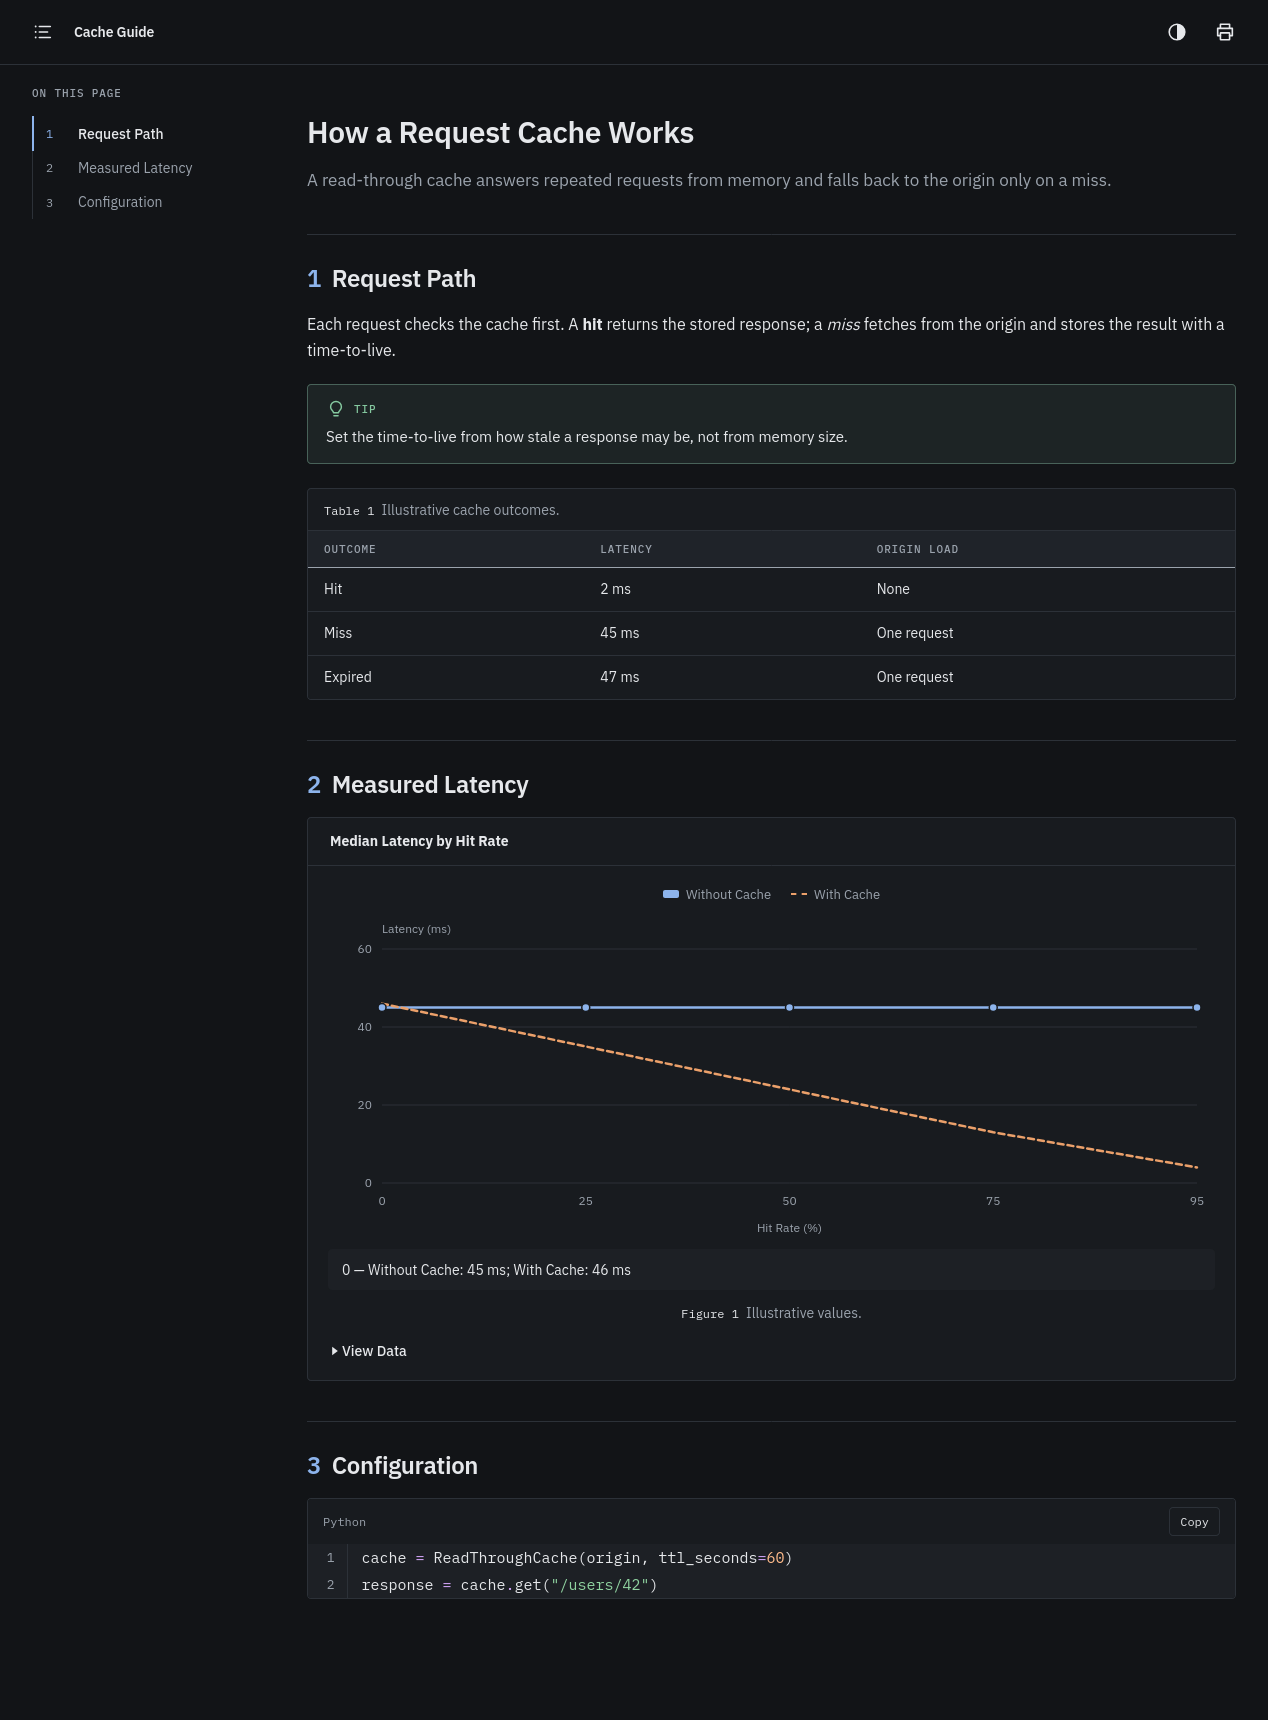 Cache Guide
ON THIS PAGE
1 Request Path
2 Measured Latency
3 Configuration
How a Request Cache Works
A read-through cache answers repeated requests from memory and falls back to the origin only on a miss.
1 Request Path
Each request checks the cache first. A hit returns the stored response; a miss fetches from the origin and stores the result with a
time-to-live.
TIP
Set the time-to-live from how stale a response may be, not from memory size.
Table 1 Illustrative cache outcomes.
OUTCOME LATENCY ORIGIN LOAD
Hit 2 ms None
Miss 45 ms One request
Expired 47 ms One request
2 Measured Latency
Median Latency by Hit Rate
Without Cache With Cache
Latency (ms)
60
40
20
0
0 25 50 75 95
Hit Rate (%)
0 — Without Cache: 45 ms; With Cache: 46 ms
Figure 1 Illustrative values.
View Data
3 Configuration
Python Copy
1 cache = ReadThroughCache(origin, ttl_seconds=60)
2 response = cache.get("/users/42")